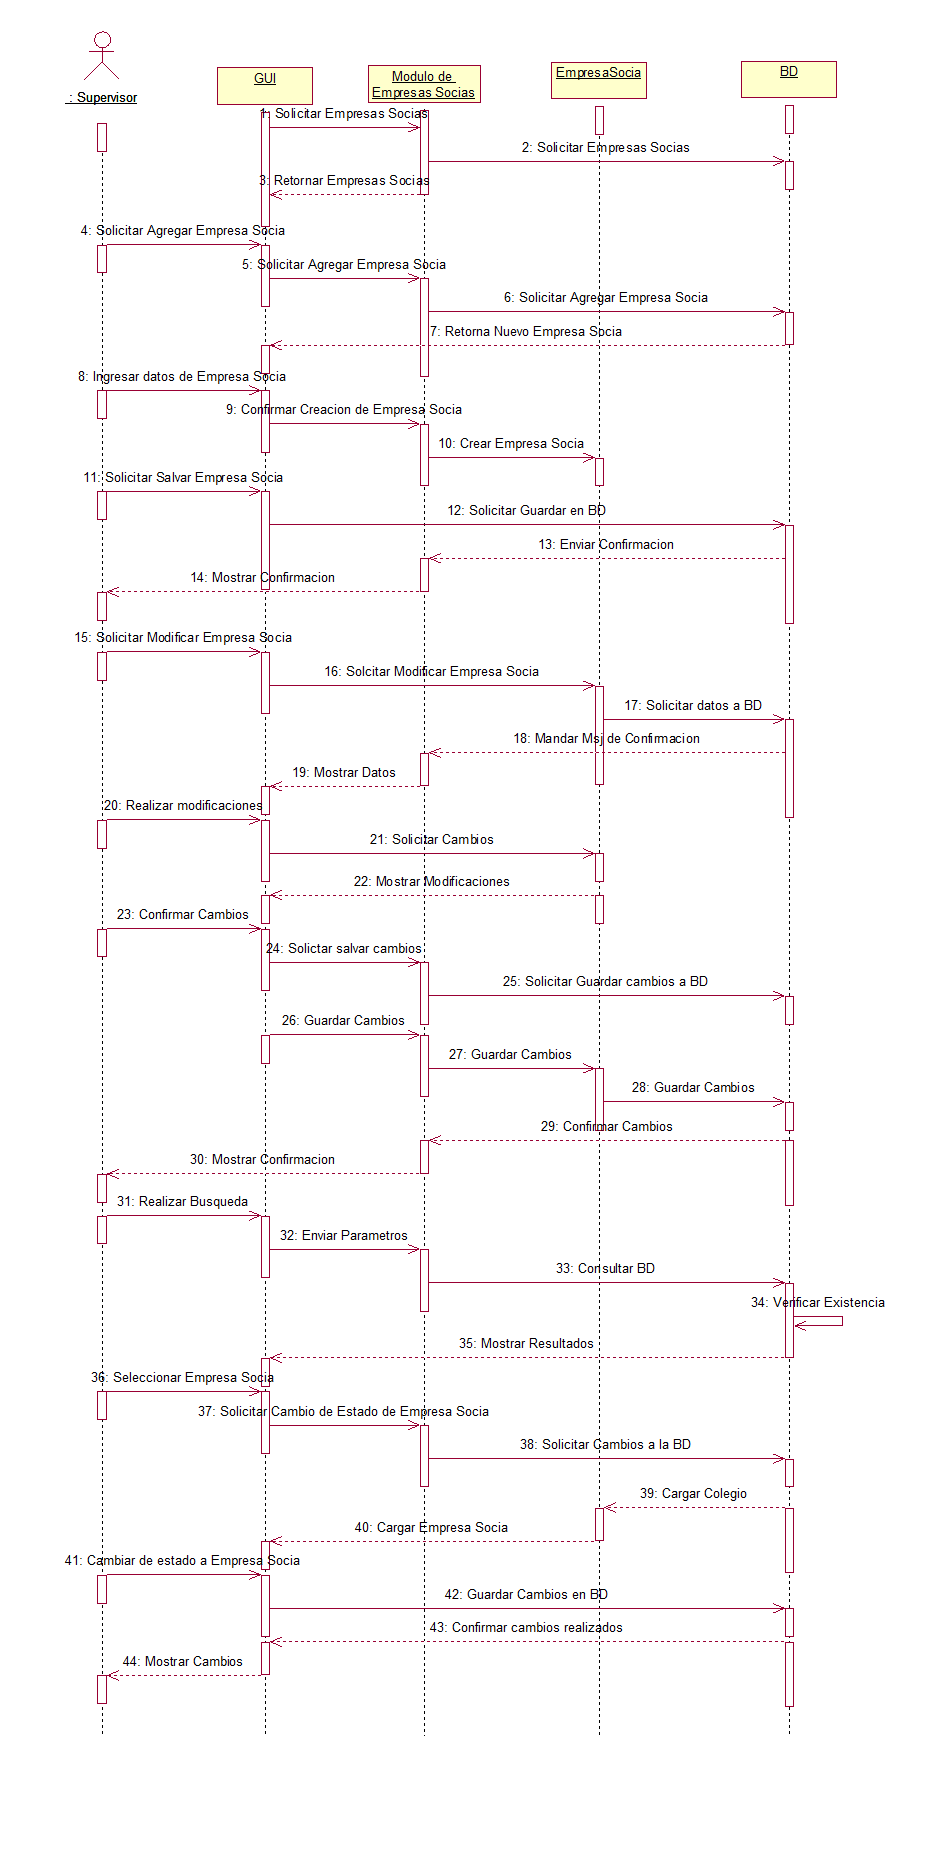 : Supervisor
GUI
Modulo de
Empresas Socias
EmpresaSocia
BD
1: Solicitar Empresas Socias
2: Solicitar Empresas Socias
3: Retornar Empresas Socias
4: Solicitar Agregar Empresa Socia
5: Solicitar Agregar Empresa Socia
6: Solicitar Agregar Empresa Socia
7: Retorna Nuevo Empresa Socia
8: Ingresar datos de Empresa Socia
9: Confirmar Creacion de Empresa Socia
10: Crear Empresa Socia
11: Solicitar Salvar Empresa Socia
12: Solicitar Guardar en BD
13: Enviar Confirmacion
14: Mostrar Confirmacion
15: Solicitar Modificar Empresa Socia
16: Solcitar Modificar Empresa Socia
17: Solicitar datos a BD
18: Mandar Msj de Confirmacion
19: Mostrar Datos
20: Realizar modificaciones
21: Solicitar Cambios
22: Mostrar Modificaciones
23: Confirmar Cambios
24: Solictar salvar cambios
25: Solicitar Guardar cambios a BD
26: Guardar Cambios
27: Guardar Cambios
28: Guardar Cambios
29: Confirmar Cambios
30: Mostrar Confirmacion
31: Realizar Busqueda
32: Enviar Parametros
33: Consultar BD
34: Verificar Existencia
35: Mostrar Resultados
36: Seleccionar Empresa Socia
37: Solicitar Cambio de Estado de Empresa Socia
38: Solicitar Cambios a la BD
39: Cargar Colegio
40: Cargar Empresa Socia
41: Cambiar de estado a Empresa Socia
42: Guardar Cambios en BD
43: Confirmar cambios realizados
44: Mostrar Cambios